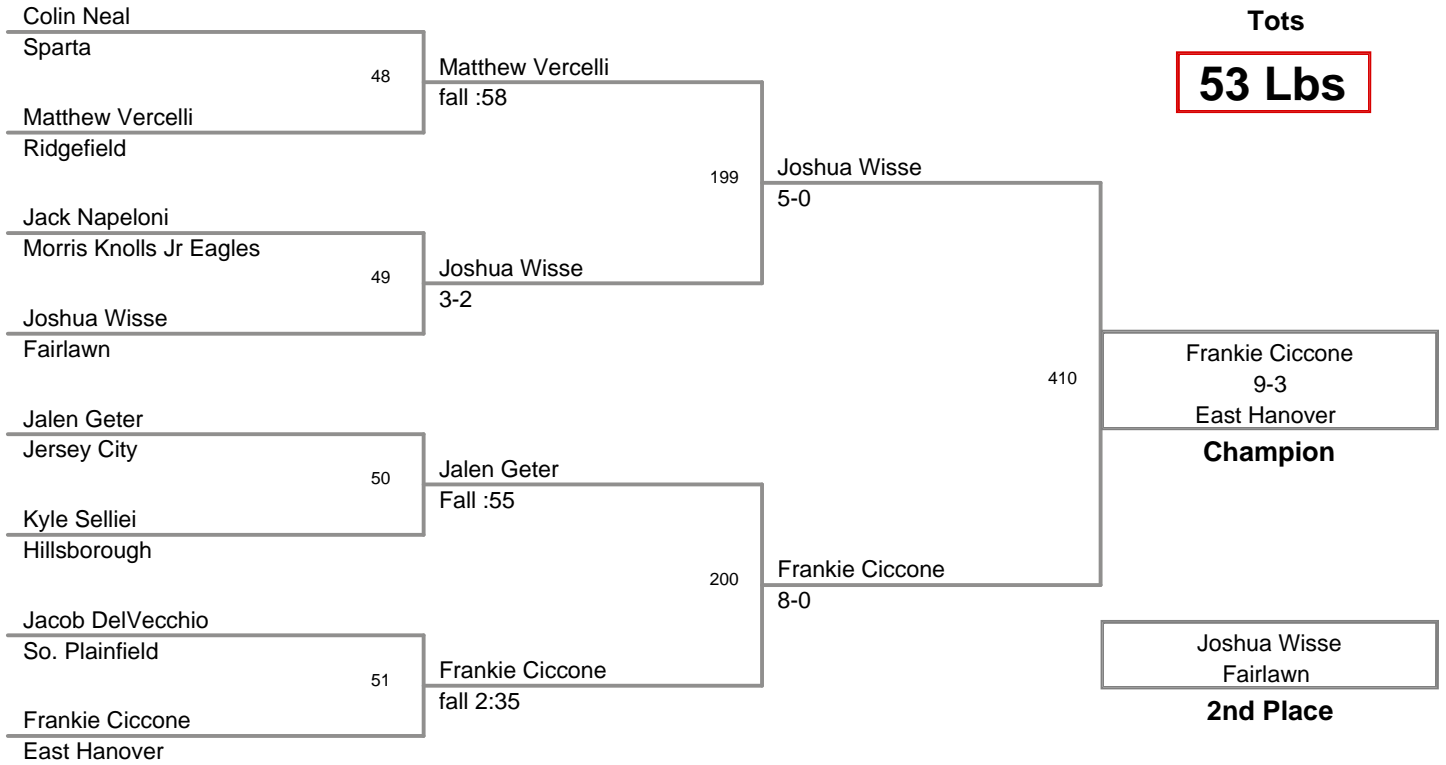 Colin Neal
Sparta
48
Matthew Vercelli
Ridgefield
Jack Napeloni
Morris Knolls Jr Eagles
49
Joshua Wisse
Fairlawn
Jalen Geter
Jersey City
50
Kyle Selliei
Hillsborough
Jacob DelVecchio
So. Plainfield
51
Frankie Ciccone
East Hanover
Matthew Vercelli
fall :58
199
Joshua Wisse
3-2
Jalen Geter
Fall :55
200
Frankie Ciccone
fall 2:35
Joshua Wisse
5-0
410
Frankie Ciccone
8-0
Tots
53 Lbs
Frankie Ciccone
9-3
East Hanover
Champion
Joshua Wisse
Fairlawn
2nd Place